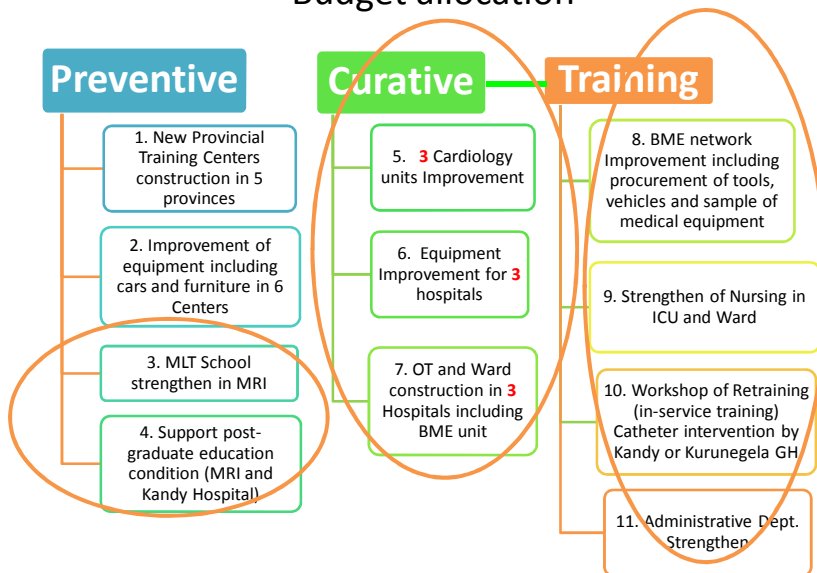 Budget allocation
Preventive
1. New Provincial
Training Centers
construction in 5
provinces
2. Improvement of
equipment including
cars and furniture in 6
Centers
3. MLT School
strengthen in MRI
4. Support post-
graduate education
condition (MRI and
Kandy Hospital)
Curative
5. 3 Cardiology
units Improvement
6. Equipment
Improvement for 3
hospitals
7. OT and Ward
construction in 3
Hospitals including
BME unit
Training
8. BME network
Improvement including
procurement of tools,
vehicles and sample of
medical equipment
9. Strengthen of Nursing in
ICU and Ward
10. Workshop of Retraining
(in-service training)
Catheter intervention by
Kandy or Kurunegela GH
11. Administrative Dept.
Strengthen